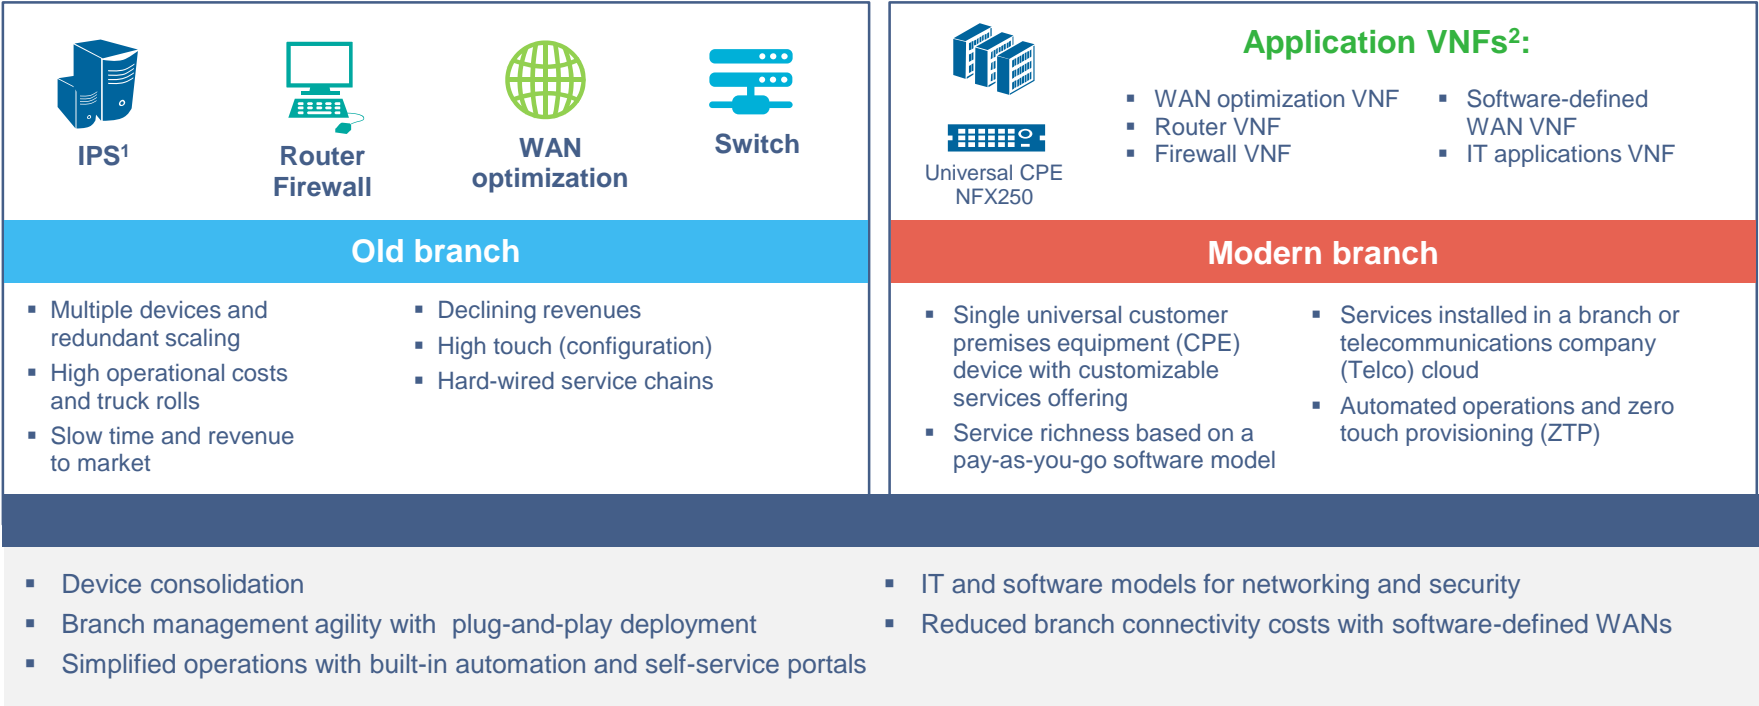 IPS¹
Router
Firewall
WAN
optimization
Switch
Old branch
▪ Multiple devices and
redundant scaling
▪ High operational costs
and truck rolls
▪ Slow time and revenue
to market
▪ Declining revenues
▪ High touch (configuration)
▪ Hard-wired service chains
Universal CPE
NFX250
Application VNFs²:
▪ WAN optimization VNF
▪ Router VNF
▪ Firewall VNF
▪ Software-defined
WAN VNF
▪ IT applications VNF
Modern branch
▪ Single universal customer
premises equipment (CPE)
device with customizable
services offering
▪ Service richness based on a
pay-as-you-go software model
▪ Services installed in a branch or
telecommunications company
(Telco) cloud
▪ Automated operations and zero
touch provisioning (ZTP)
▪ Device consolidation
▪ Branch management agility with plug-and-play deployment
▪ Simplified operations with built-in automation and self-service portals
▪ IT and software models for networking and security
▪ Reduced branch connectivity costs with software-defined WANs